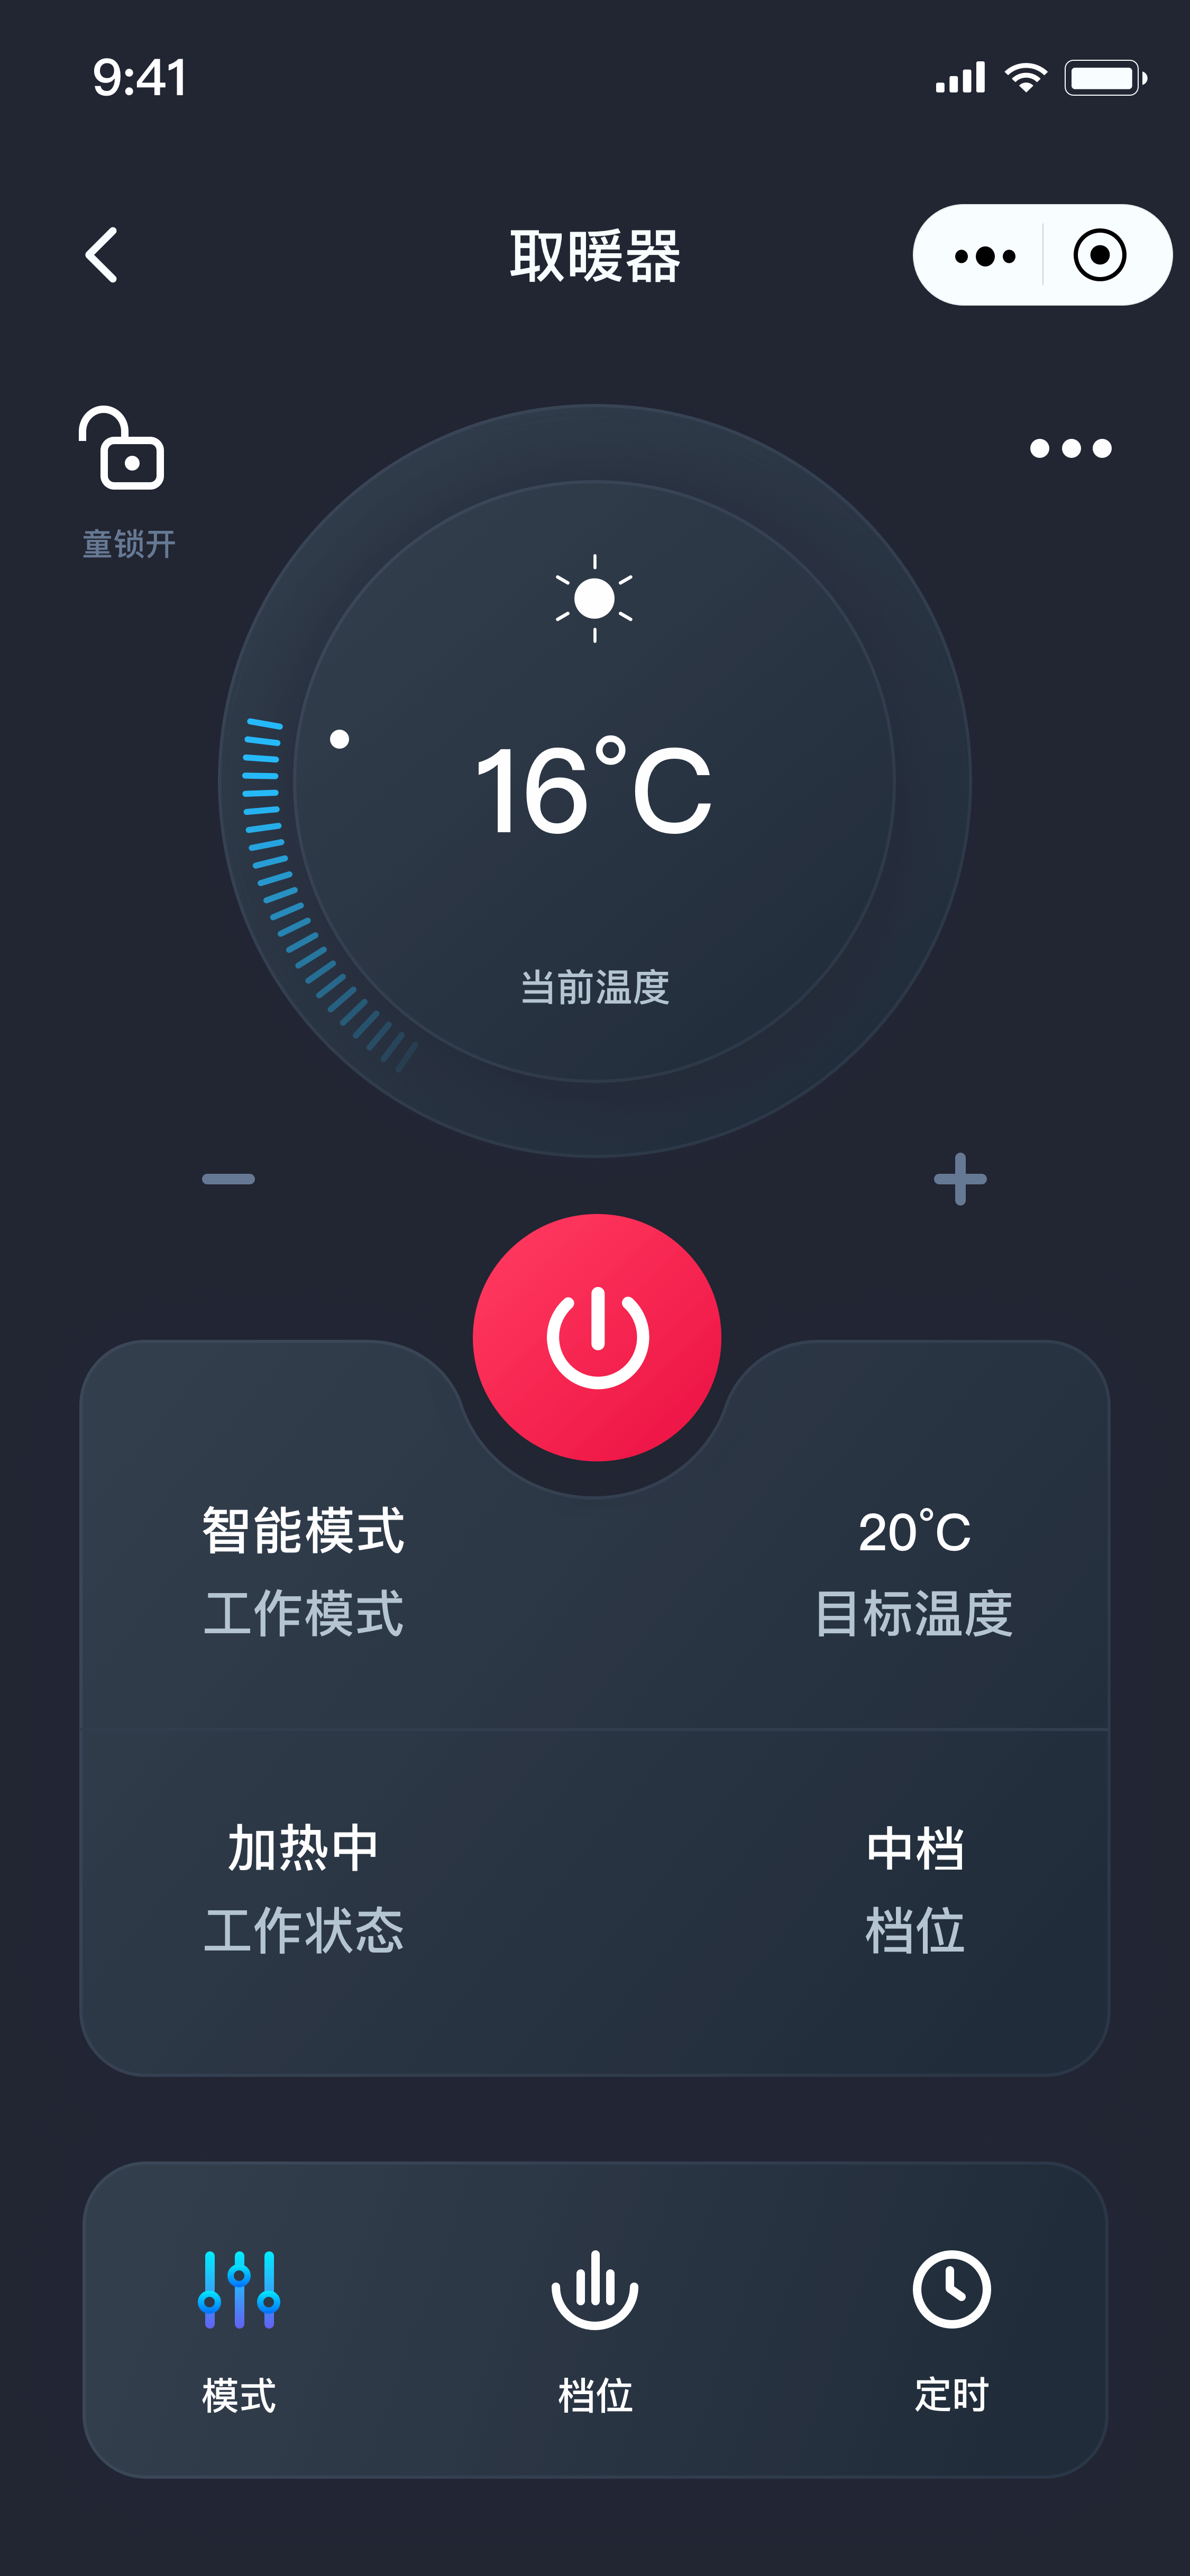 9:41
取暖器
童锁开
16°C
当前温度
智能模式
20°C
工作模式
目标温度
加热中
中档
工作状态
档位
模式
档位
定时